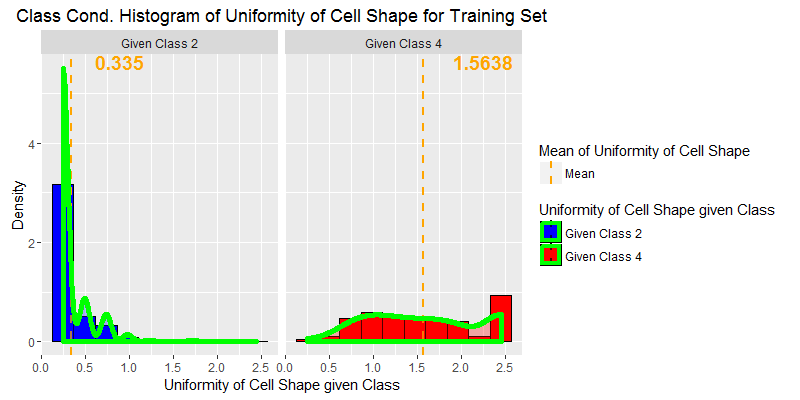 Class Cond. Histogram of Uniformity of Cell Shape for Training Set
Given Class 2
Given Class 4
0.335
1.5638
4
2
0
Density
0.0 0.5 1.0 1.5 2.0 2.5
0.0 0.5 1.0 1.5 2.0 2.5
Uniformity of Cell Shape given Class
Mean of Uniformity of Cell Shape
Mean
Uniformity of Cell Shape given Class
Given Class 2
Given Class 4